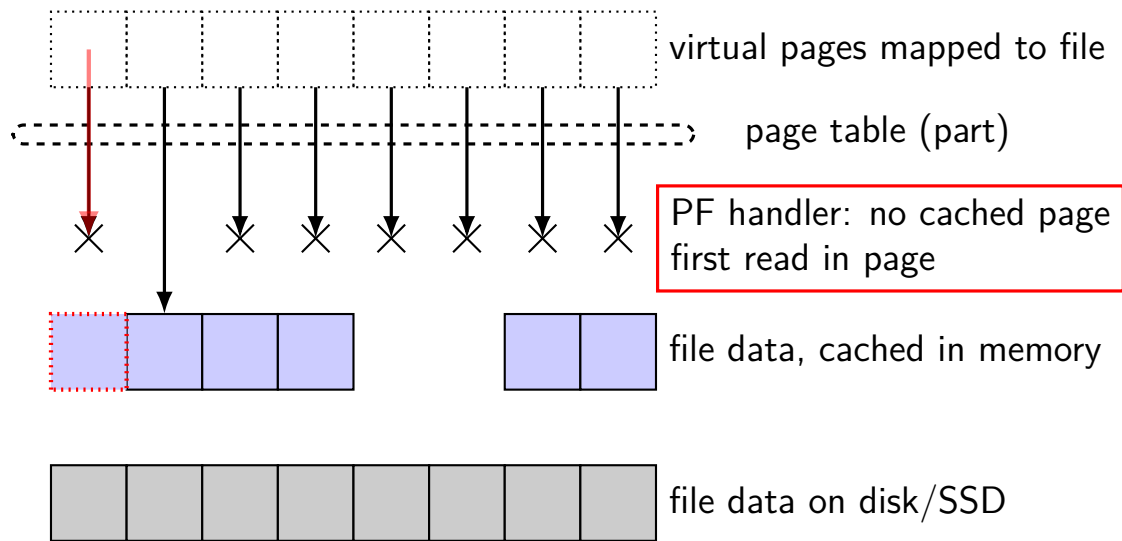 virtual pages mapped to file
page table (part)
PF handler: no cached page
first read in page
file data, cached in memory
file data on disk/SSD